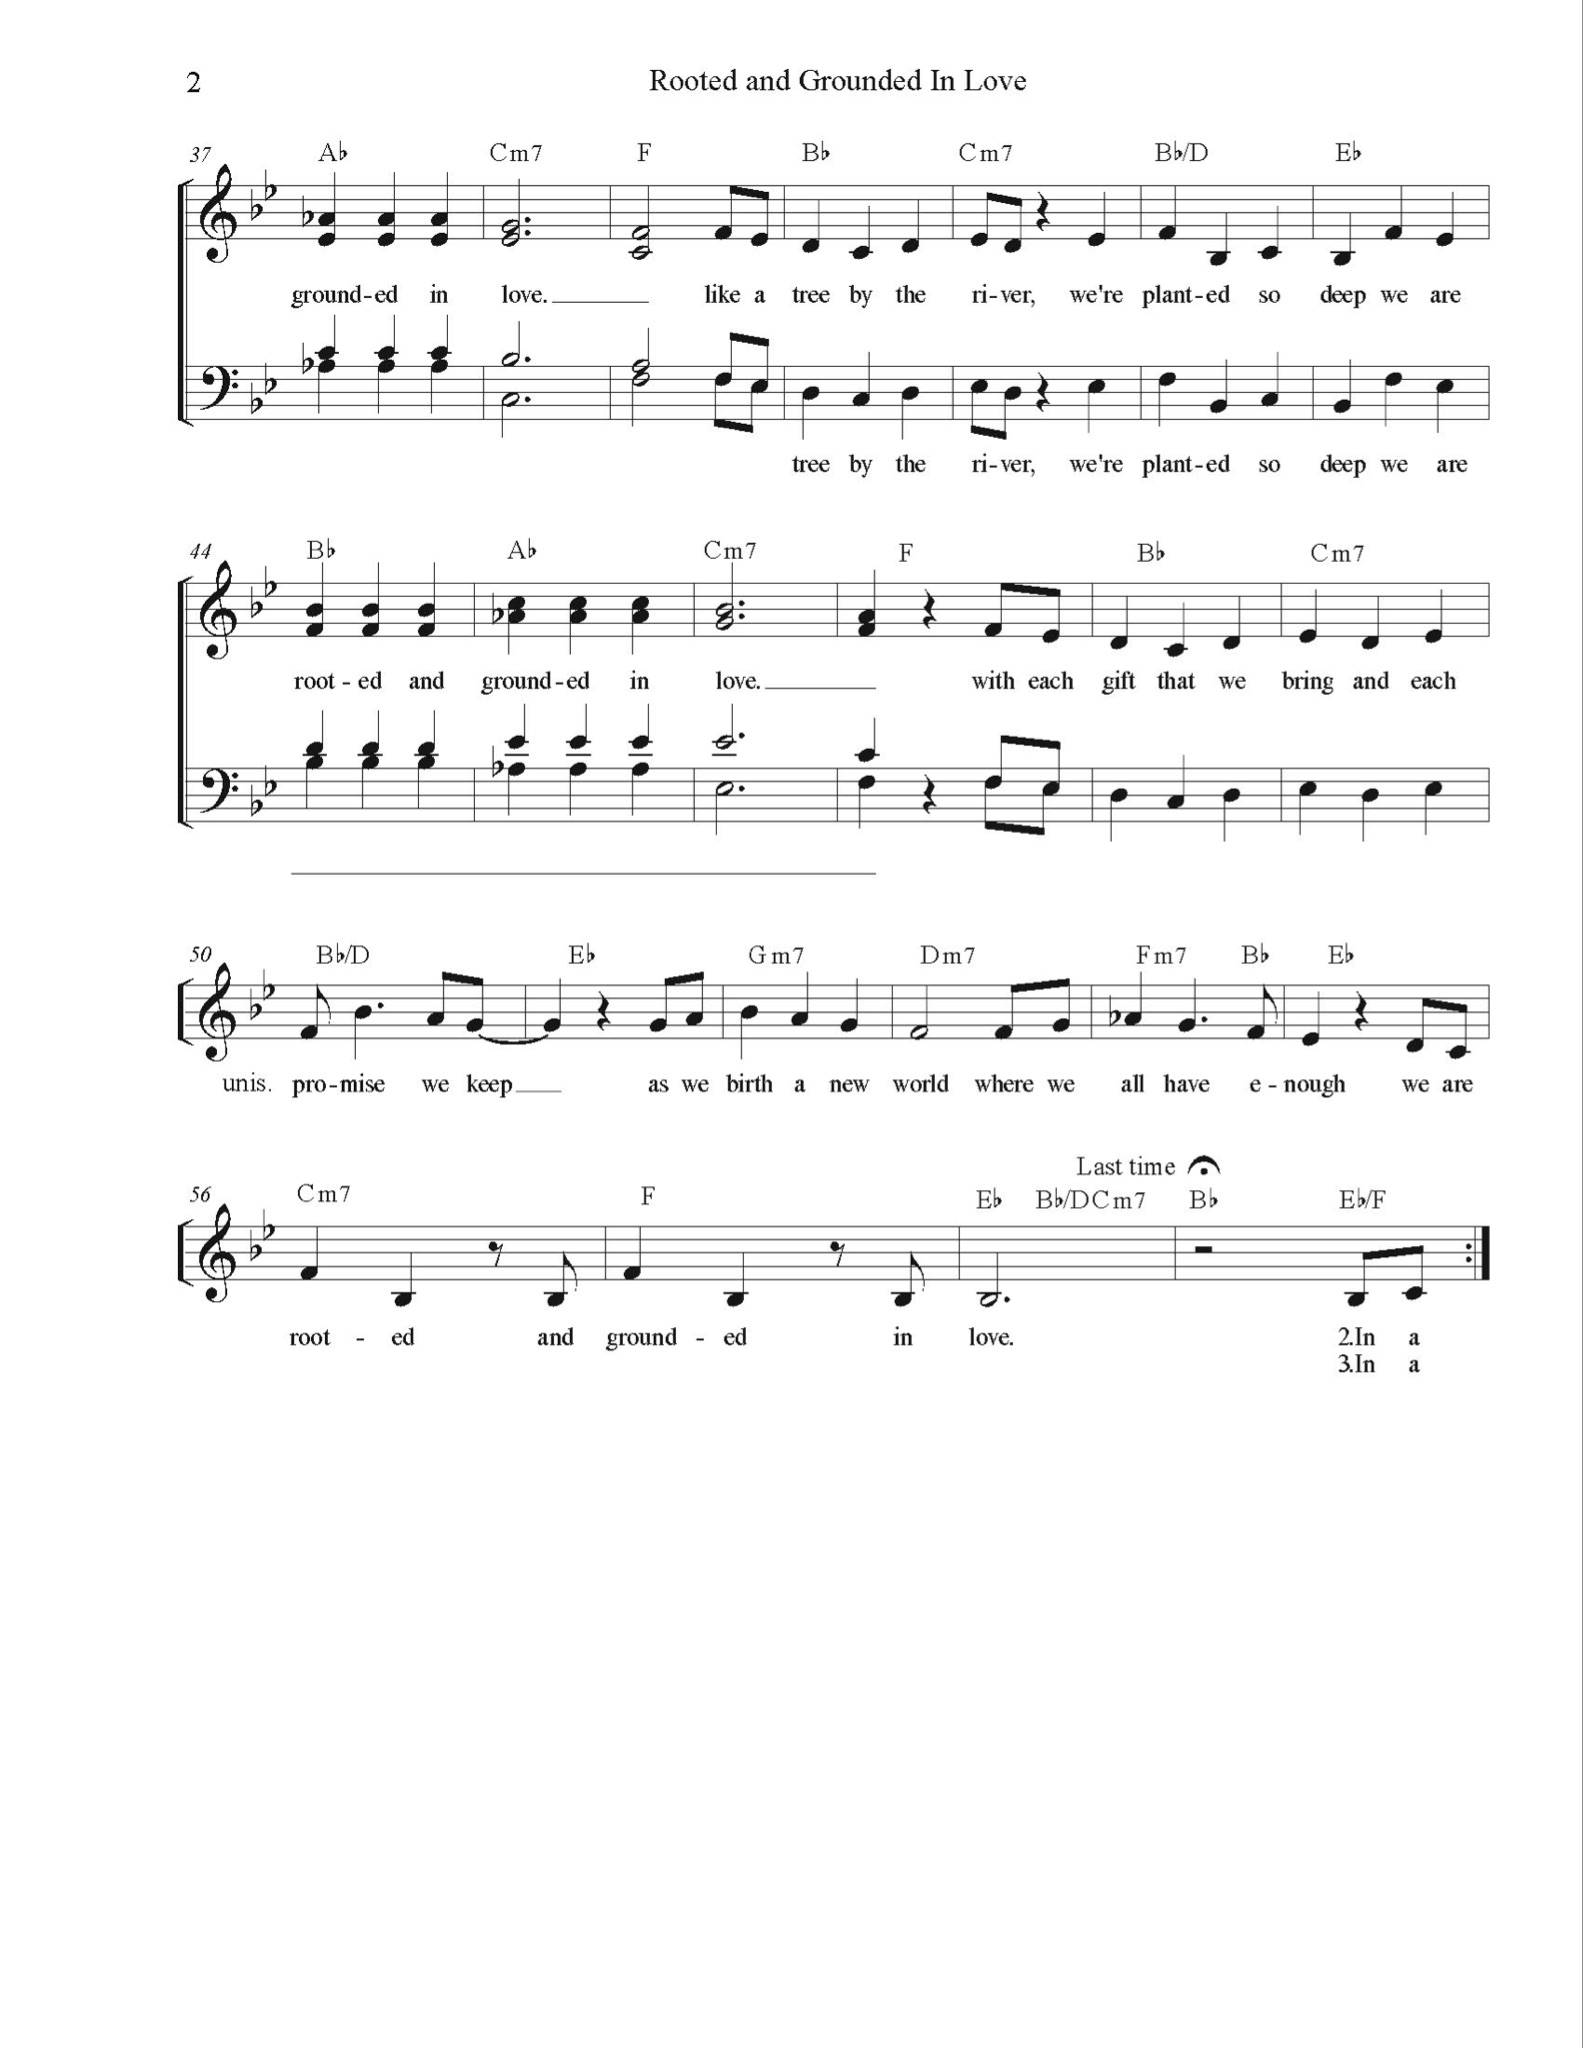 2 Rooted and Grounded In Love
37 A♭ Cm7 F B♭ Cm7 B♭/D E♭
ground-ed in love. like a tree by the ri-ver, we're plant-ed so deep we are
tree by the ri-ver, we're plant-ed so deep we are
44 B♭ A♭ Cm7 F B♭ Cm7
root-ed and ground-ed in love. with each gift that we bring and each
50 B♭/D E♭ Gm7 Dm7 Fm7 B♭ E♭
unis. pro-mise we keep as we birth a new world where we all have e-nough we are
Last time
56 Cm7 F E♭ B♭/D Cm7 B♭ E♭/F
root-ed and ground-ed in love. 2.In a
3.In a